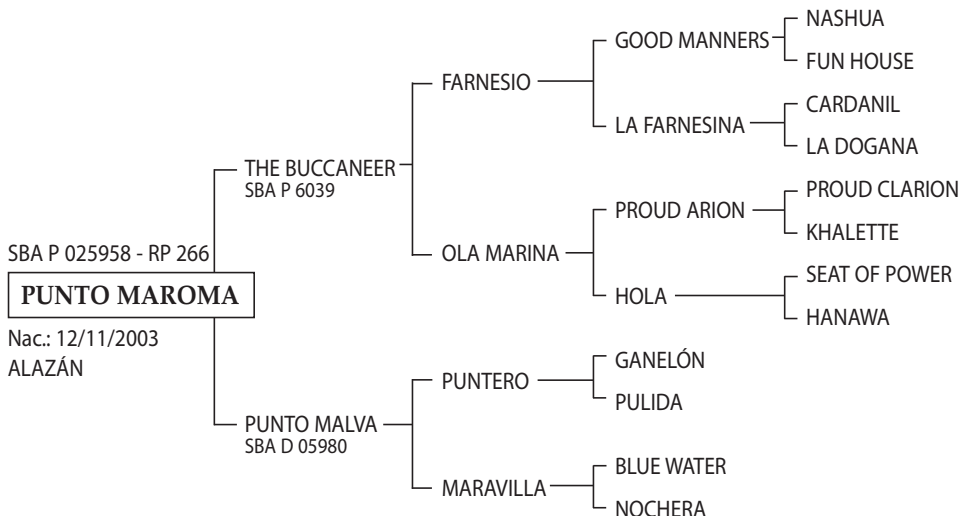 SBA P 025958 - RP 266
PUNTO MAROMA
Nac.: 12/11/2003
ALAZÁN
THE BUCCANEER
SBA P 6039
PUNTO MALVA
SBA D 05980
FARNESIO
OLA MARINA
PUNTERO
MARAVILLA
GOOD MANNERS
LA FARNESINA
PROUD ARION
HOLA
GANELÓN
PULIDA
BLUE WATER
NOCHERA
NASHUA
FUN HOUSE
CARDANIL
LA DOGANA
PROUD CLARION
KHALETTE
SEAT OF POWER
HANAWA